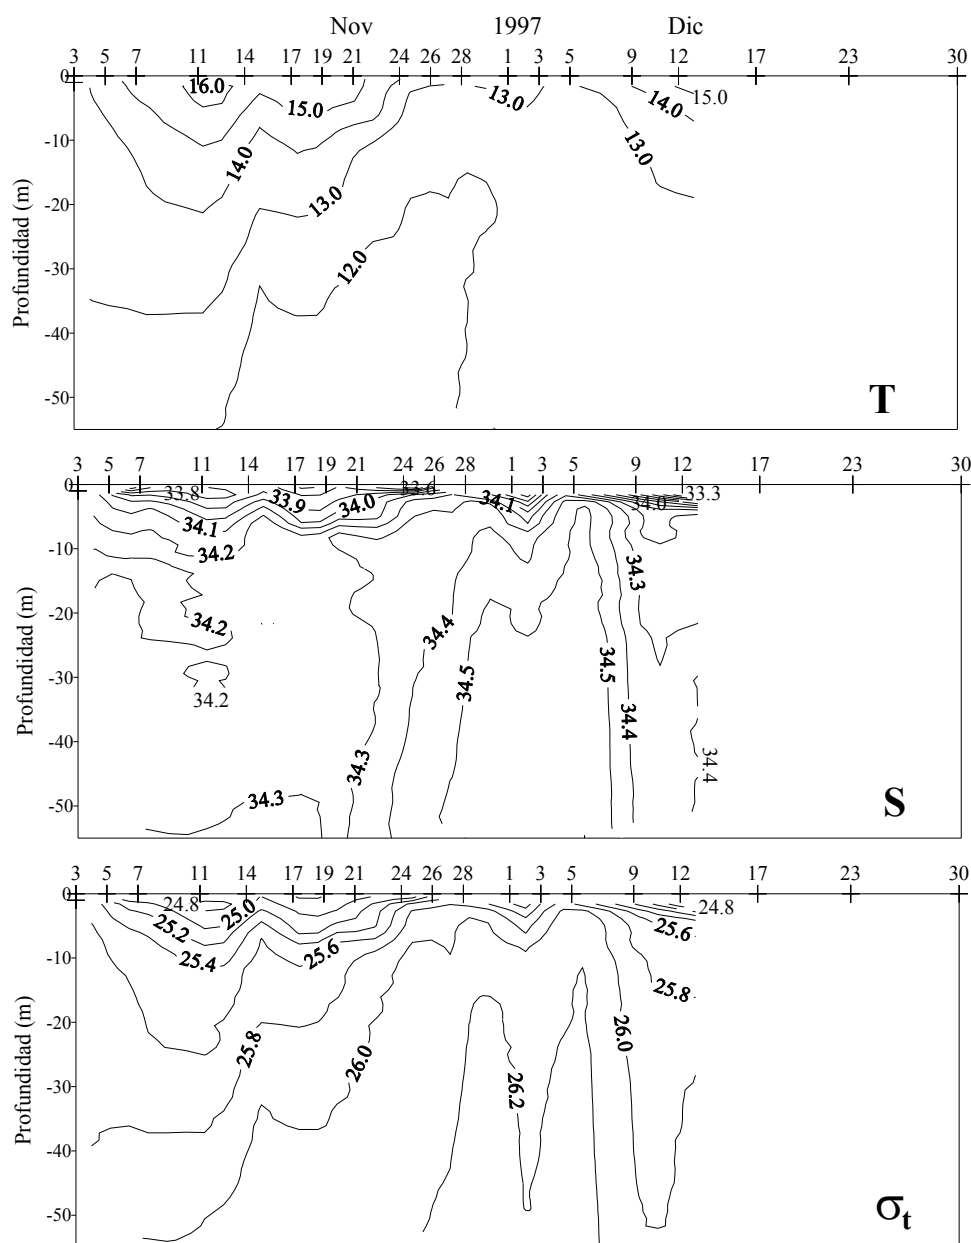 Nov 1997 Dic
3 5 7 11 14 17 19 21 24 26 28 1 3 5 9 12 17 23 30
0
16.0 15.0 13.0 14.0 15.0
-10
14.0 13.0
-20
13.0
-30
12.0
-40
-50
Profundidad (m)
T
3 5 7 11 14 17 19 21 24 26 28 1 3 5 9 12 17 23 30
0
33.8 33.9 34.0 33.6 34.1 34.0 33.3
34.1
-10
34.2 34.3
-20
34.2 34.4
-30
34.2 34.5 34.5
-40
34.3 34.4 34.4
-50
34.3
Profundidad (m)
S
3 5 7 11 14 17 19 21 24 26 28 1 3 5 9 12 17 23 30
0
24.8 25.0 24.8
25.2 25.6
-10
25.4 25.6 25.8
-20
25.8 26.0 26.0
-30
26.2
-40
-50
Profundidad (m)
σt